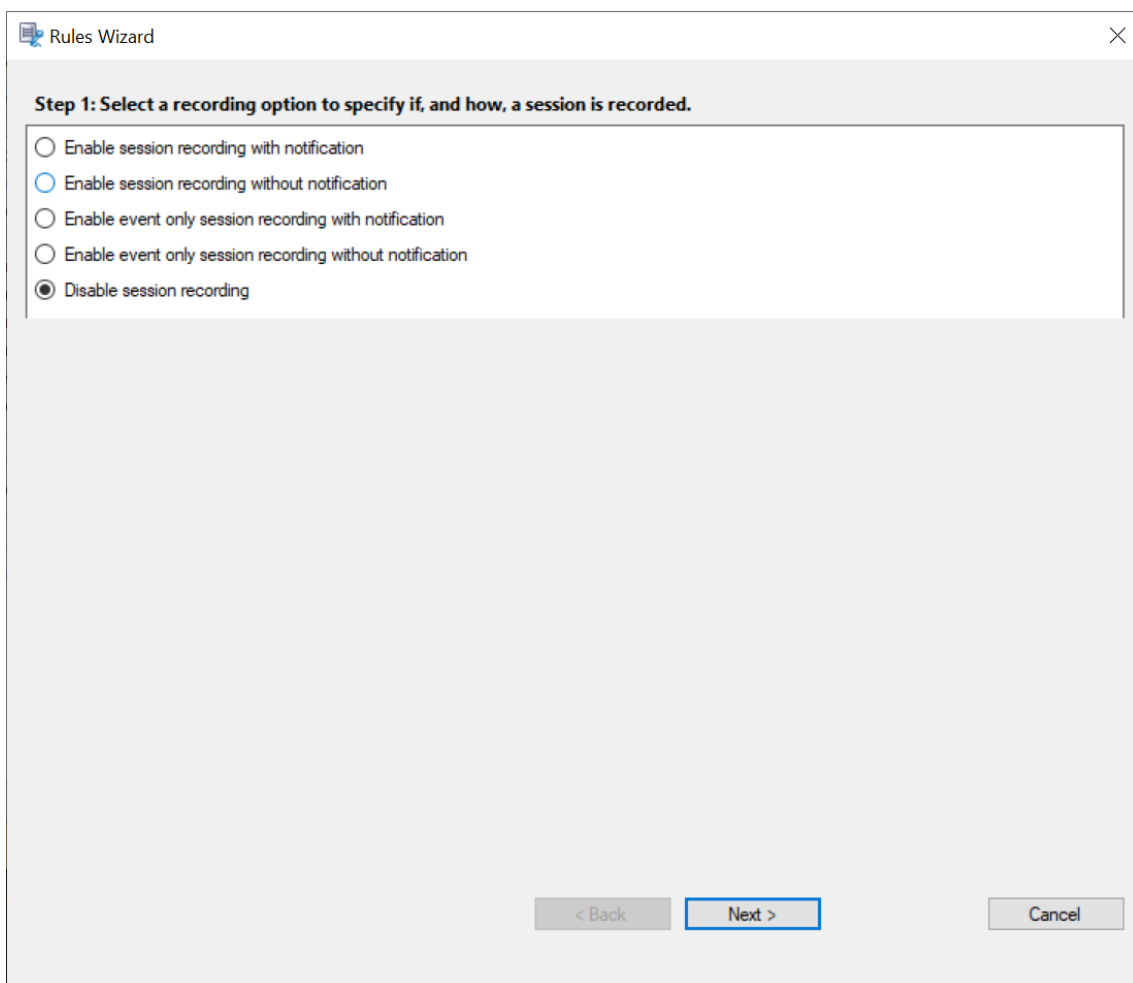 Rules Wizard
Step 1: Select a recording option to specify if, and how, a session is recorded.
Enable session recording with notification
Enable session recording without notification
Enable event only session recording with notification
Enable event only session recording without notification
Disable session recording
< Back Next > Cancel